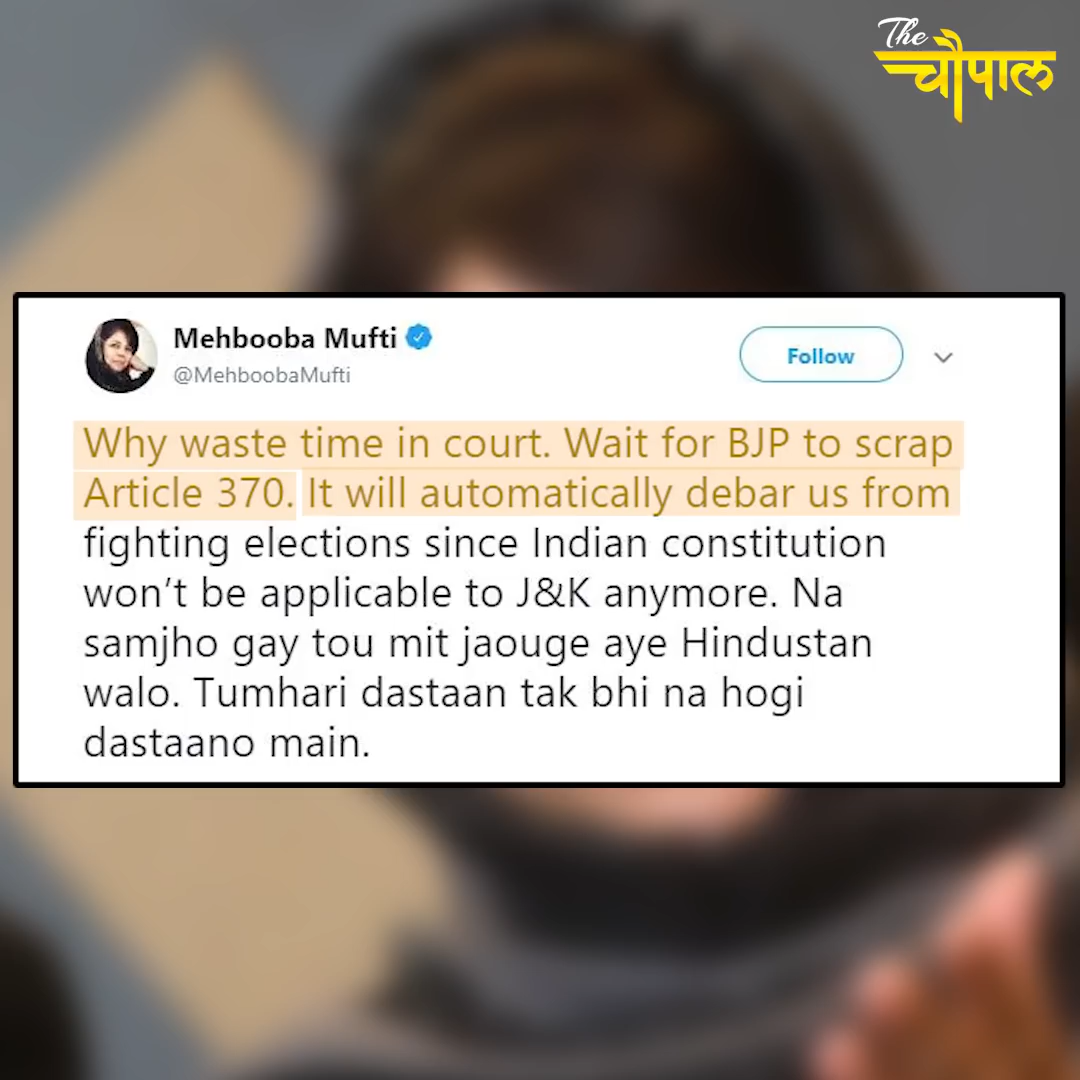 The
चौपाल
Mehbooba Mufti
@MehboobaMufti
Follow
Why waste time in court. Wait for BJP to scrap
Article 370. It will automatically debar us from
fighting elections since Indian constitution
won’t be applicable to J&K anymore. Na
samjho gay tou mit jaouge aye Hindustan
walo. Tumhari dastaan tak bhi na hogi
dastaano main.